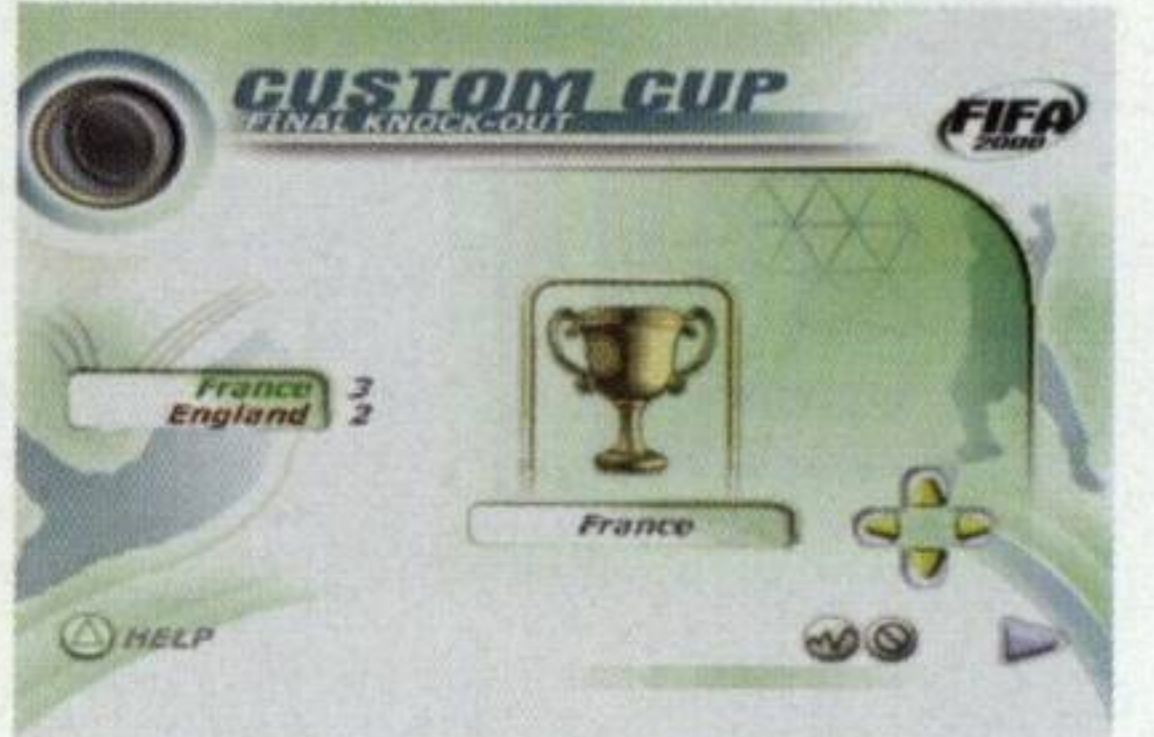 CUSTOM CUP
FINAL KNOCK-OUT
FIFA
2000
France 3
England 2
France
HELP